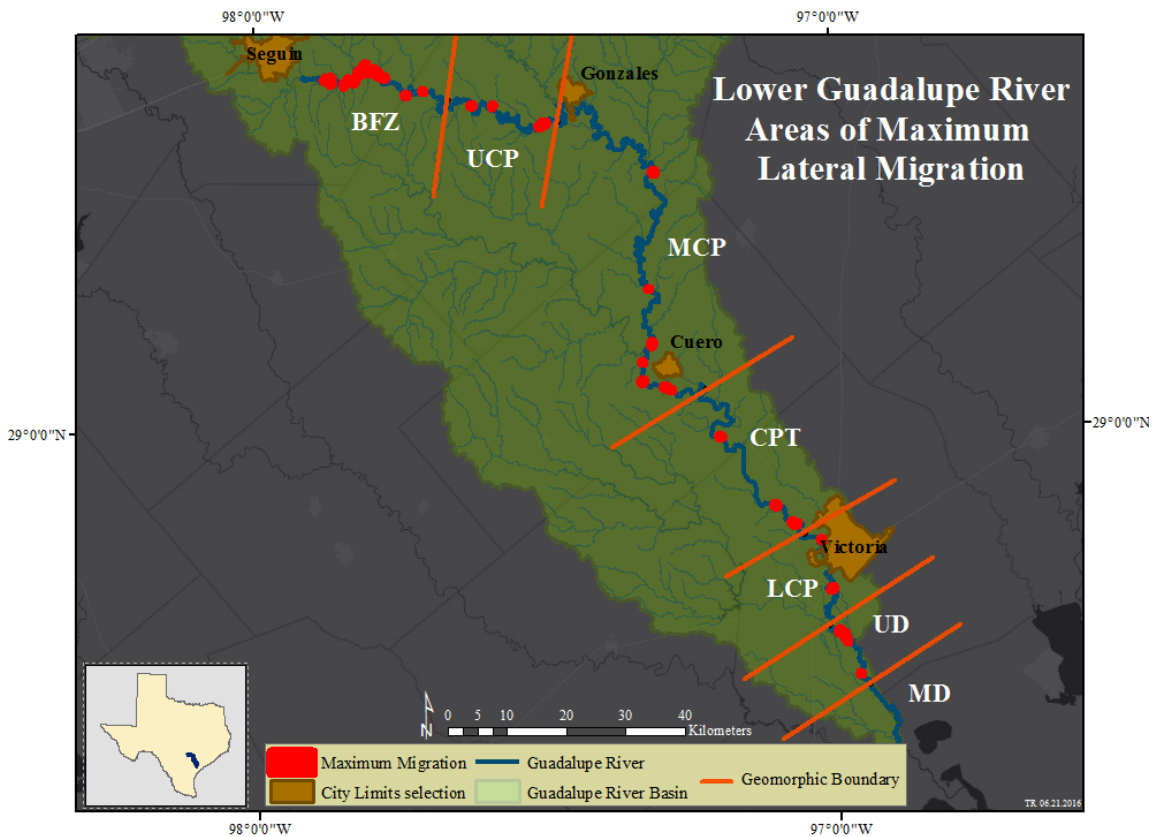 98°0'0"W
97°0'0"W
Seguin
Gonzales
Lower Guadalupe River
Areas of Maximum
Lateral Migration
BFZ
UCP
MCP
Cuero
29°0'0"N
29°0'0"N
CPT
Victoria
LCP
UD
MD
N
0 5 10 20 30 40
Kilometers
Maximum Migration
Guadalupe River
Geomorphic Boundary
City Limits selection
Guadalupe River Basin
TR 06.21.2016
98°0'0"W
97°0'0"W